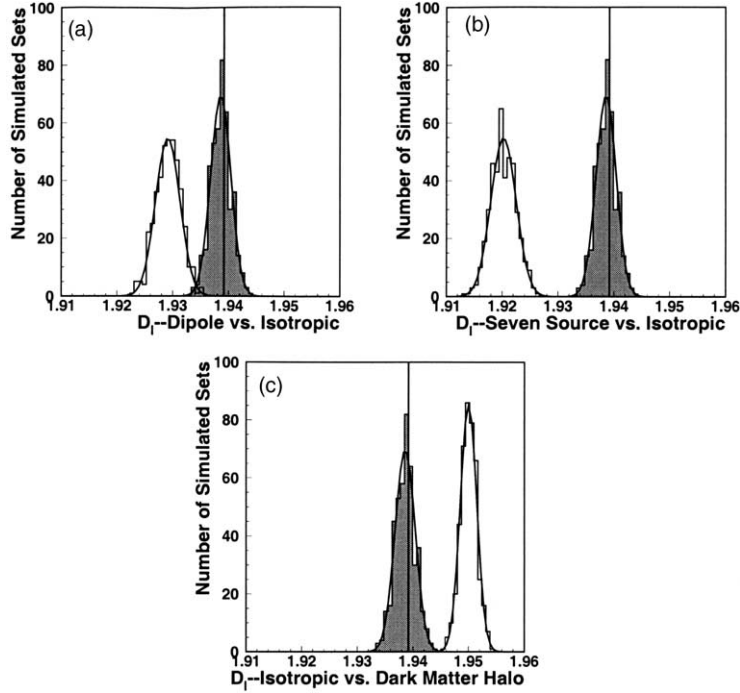 (a)
Number of Simulated Sets
100
80
60
40
20
0
1.91 1.92 1.93 1.94 1.95 1.96
D_I--Dipole vs. Isotropic
(b)
Number of Simulated Sets
100
80
60
40
20
0
1.91 1.92 1.93 1.94 1.95 1.96
D_I--Seven Source vs. Isotropic
(c)
Number of Simulated Sets
100
80
60
40
20
0
1.91 1.92 1.93 1.94 1.95 1.96
D_I--Isotropic vs. Dark Matter Halo